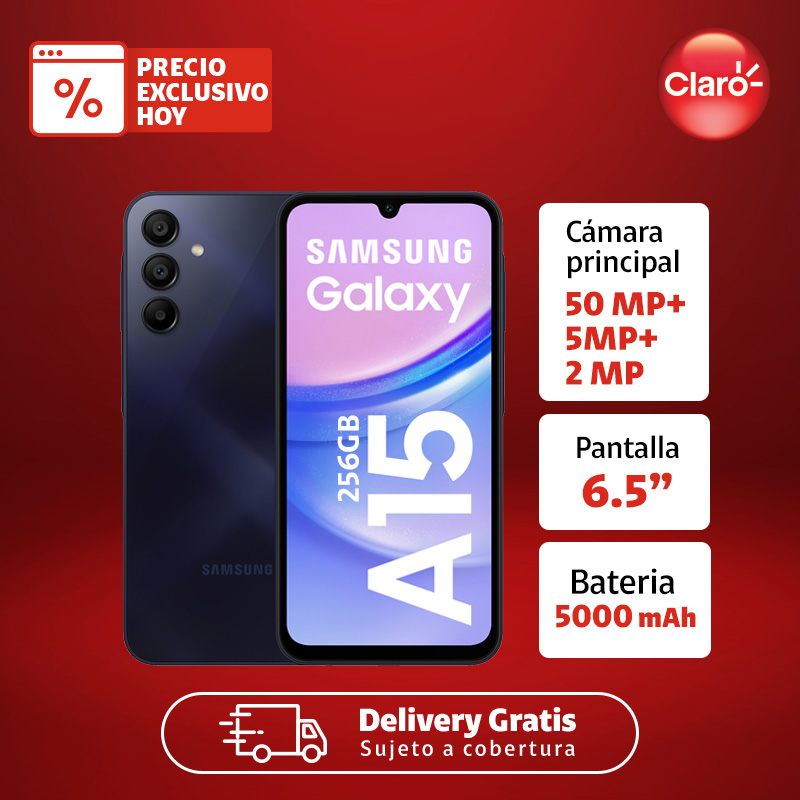 %
PRECIO
EXCLUSIVO
HOY
Claro
SAMSUNG
Galaxy
256GB
A15
SAMSUNG
Cámara
principal
50 MP+
5MP+
2 MP
Pantalla
6.5”
Bateria
5000 mAh
Delivery Gratis
Sujeto a cobertura